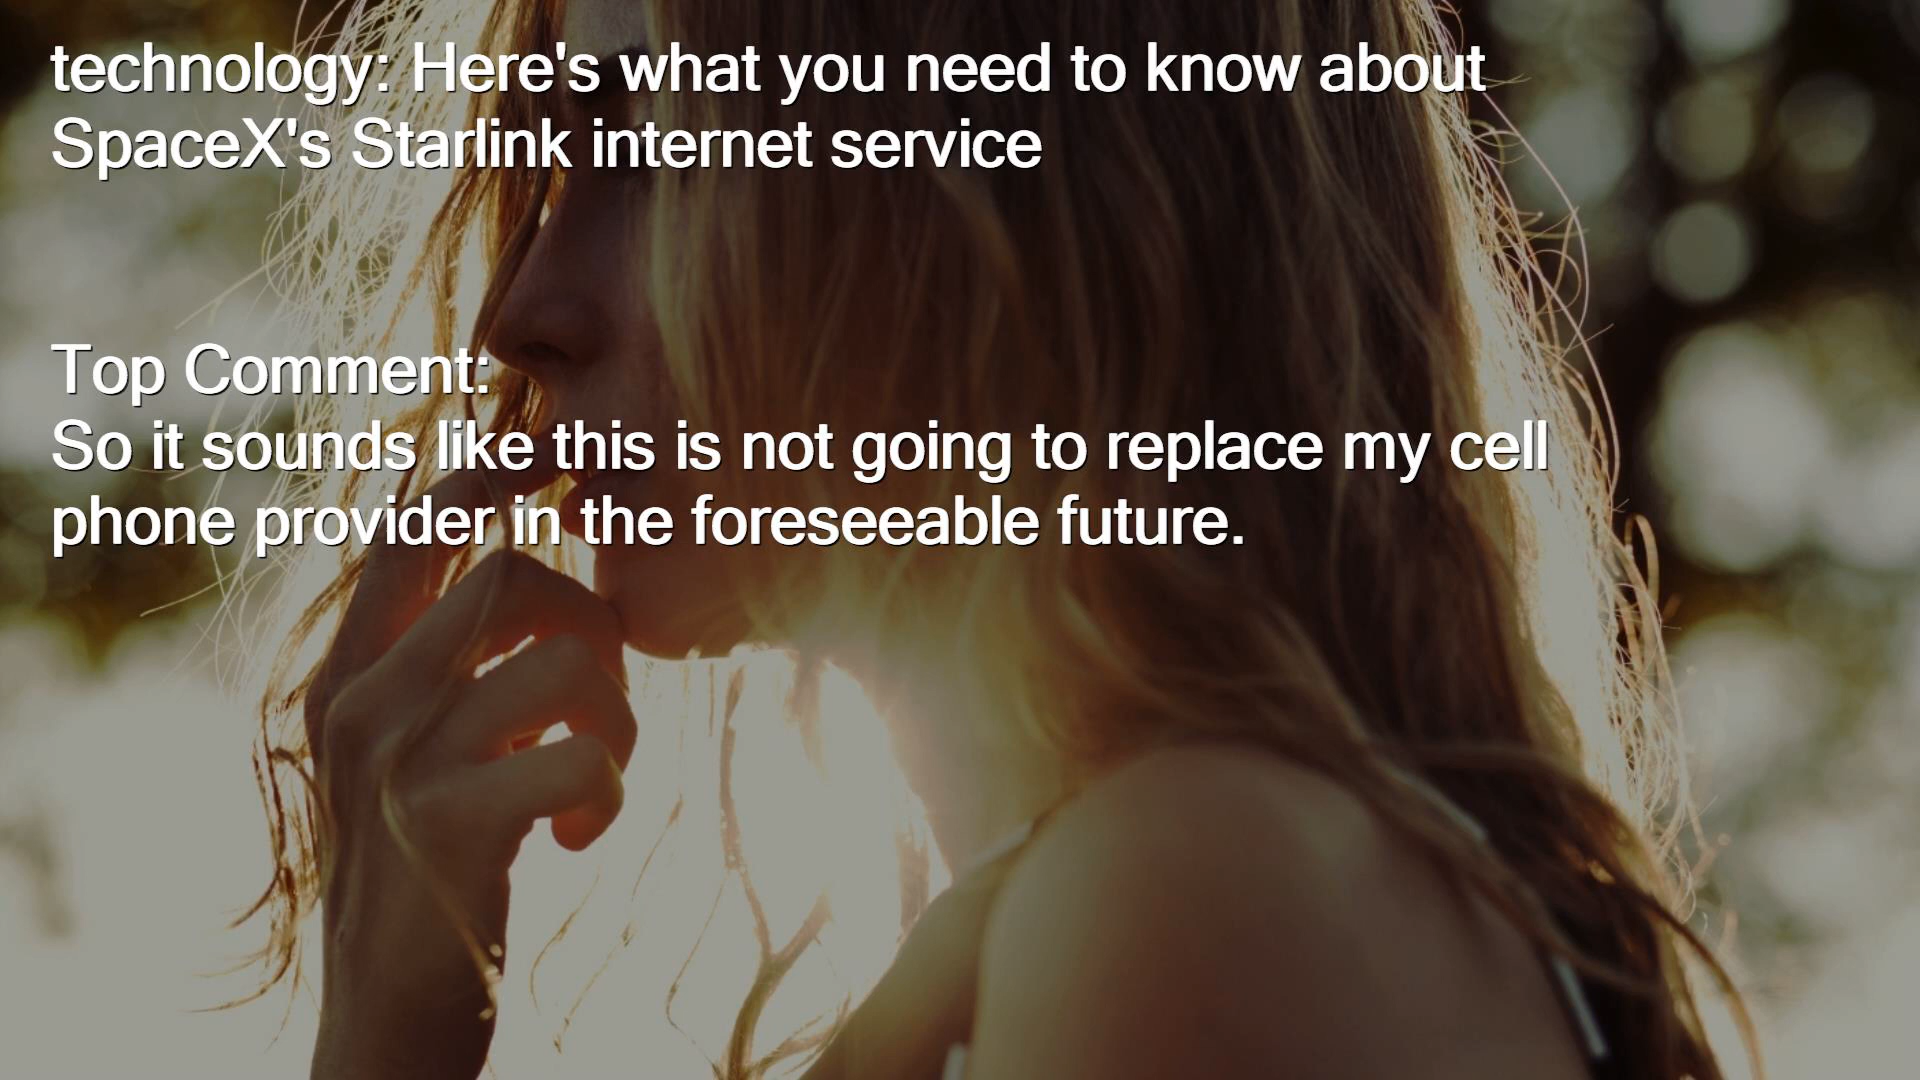 technology: Here's what you need to know about
SpaceX's Starlink internet service
Top Comment:
So it sounds like this is not going to replace my cell
phone provider in the foreseeable future.